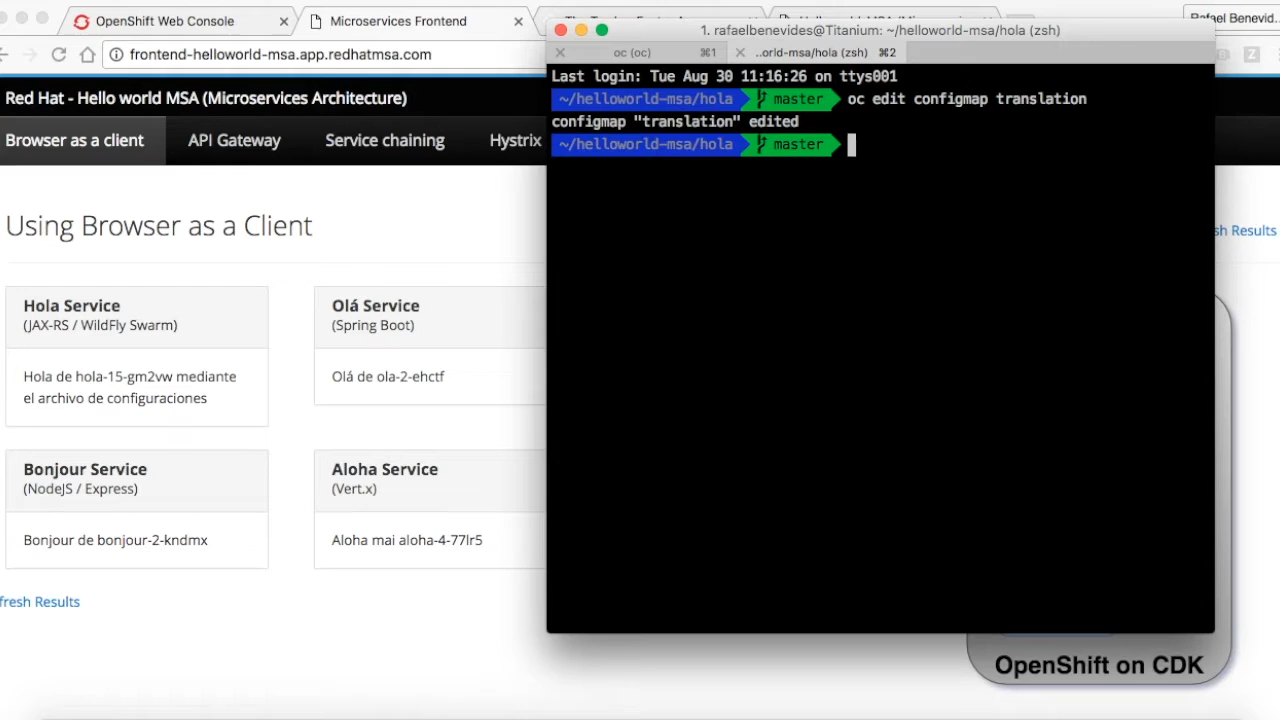 OpenShift Web Console
Microservices Frontend
Rafael Benevid
frontend-helloworld-msa.app.redhatmsa.com
1. rafaelbenevides@Titanium: ~/helloworld-msa/hola (zsh)
oc (oc) ⌘1
..orld-msa/hola (zsh) ⌘2
Last login: Tue Aug 30 11:16:26 on ttys001
~/helloworld-msa/hola master oc edit configmap translation
configmap "translation" edited
~/helloworld-msa/hola master
Red Hat - Hello world MSA (Microservices Architecture)
Browser as a client API Gateway Service chaining Hystrix
Using Browser as a Client
sh Results
Hola Service
(JAX-RS / WildFly Swarm)
Hola de hola-15-gm2vw mediante
el archivo de configuraciones
Olá Service
(Spring Boot)
Olá de ola-2-ehctf
Bonjour Service
(NodeJS / Express)
Bonjour de bonjour-2-kndmx
Aloha Service
(Vert.x)
Aloha mai aloha-4-77lr5
fresh Results
OpenShift on CDK